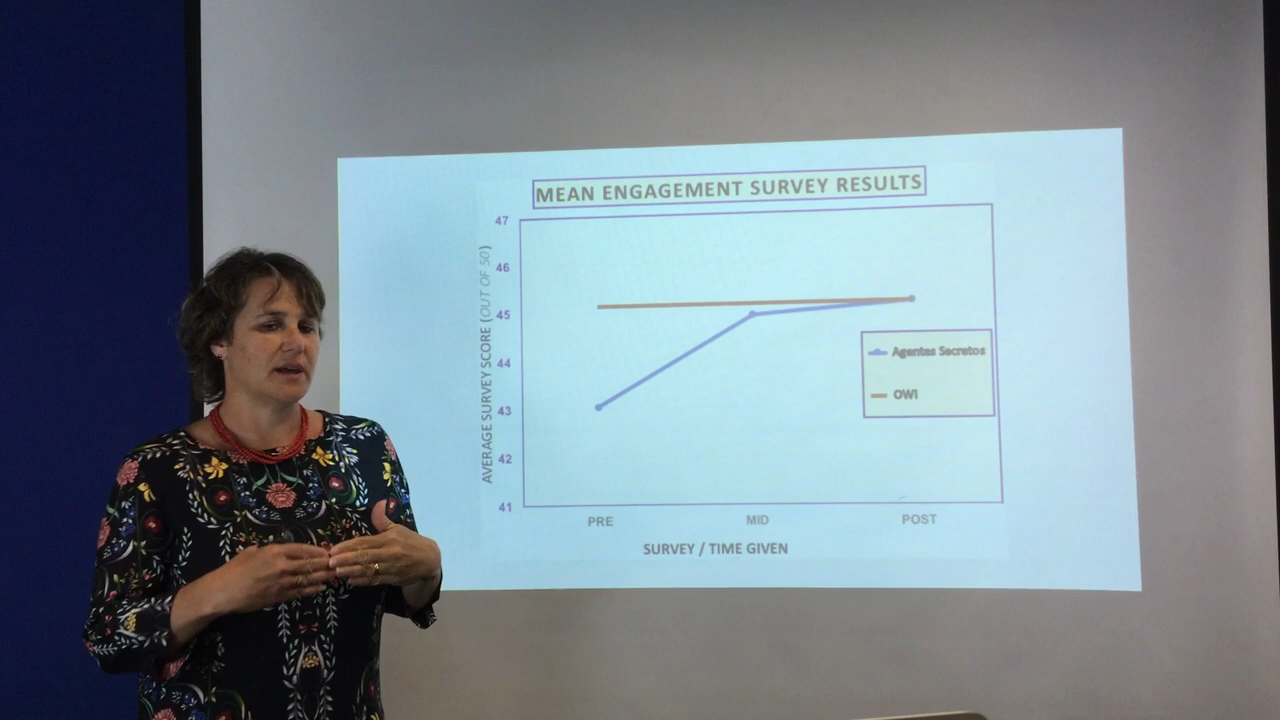 MEAN ENGAGEMENT SURVEY RESULTS
AVERAGE SURVEY SCORE (OUT OF 50)
47
46
45
44
43
42
41
Agentes Secretos
OWI
PRE MID POST
SURVEY / TIME GIVEN